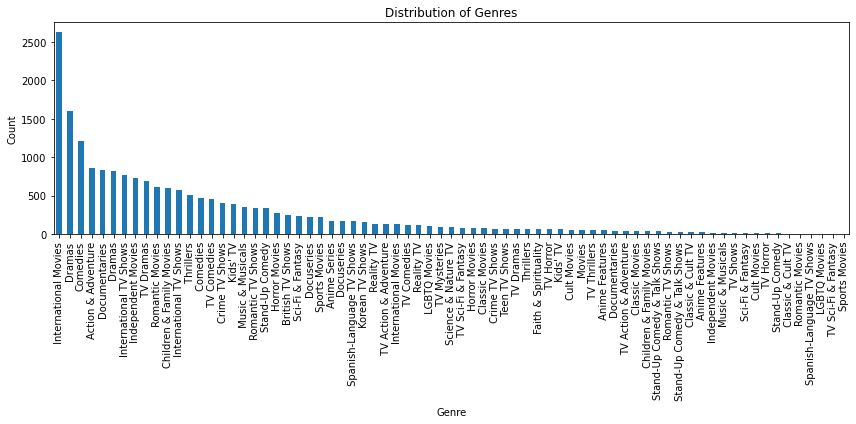 Distribution of Genres
Count
2500
2000
1500
1000
500
0
International Movies
Dramas
Comedies
Action & Adventure
Documentaries
Dramas
International TV Shows
Independent Movies
TV Dramas
Romantic Movies
Children & Family Movies
International TV Shows
Thrillers
Comedies
TV Comedies
Crime TV Shows
Kids' TV
Music & Musicals
Romantic TV Shows
Stand-Up Comedy
Horror Movies
British TV Shows
Sci-Fi & Fantasy
Docuseries
Sports Movies
Anime Series
Docuseries
Spanish-Language TV Shows
Korean TV Shows
Reality TV
TV Action & Adventure
International Movies
TV Comedies
Reality TV
LGBTQ Movies
TV Mysteries
Science & Nature TV
TV Sci-Fi & Fantasy
Horror Movies
Classic Movies
Crime TV Shows
Teen TV Shows
TV Dramas
Thrillers
Faith & Spirituality
TV Horror
Kids' TV
Cult Movies
Movies
TV Thrillers
Anime Features
Documentaries
TV Action & Adventure
Classic Movies
Children & Family Movies
Stand-Up Comedy & Talk Shows
Romantic TV Shows
Stand-Up Comedy & Talk Shows
Classic & Cult TV
Anime Features
Independent Movies
Music & Musicals
TV Shows
Sci-Fi & Fantasy
Cult Movies
TV Horror
Stand-Up Comedy
Classic & Cult TV
Romantic Movies
Spanish-Language TV Shows
LGBTQ Movies
TV Sci-Fi & Fantasy
Sports Movies
Genre